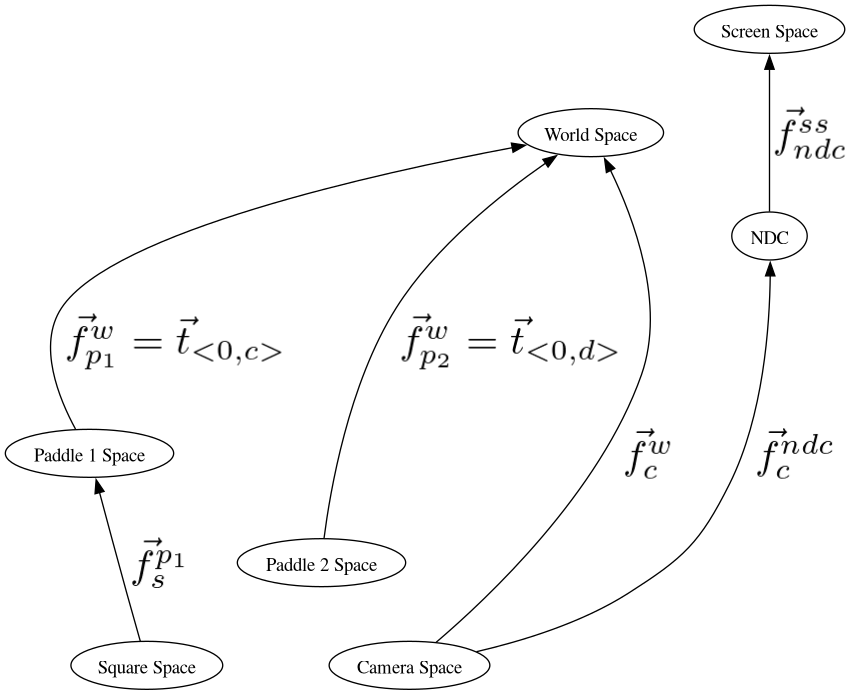 Screen Space
World Space
$\vec{f}_{ndc}^{ss}$
NDC
$\vec{f}_{p_1}^{w} = \vec{t}_{<0,c>}$
$\vec{f}_{p_2}^{w} = \vec{t}_{<0,d>}$
Paddle 1 Space
$\vec{f}_{c}^{w}$
$\vec{f}_{c}^{ndc}$
$\vec{f}_{s}^{p_1}$
Paddle 2 Space
Square Space
Camera Space